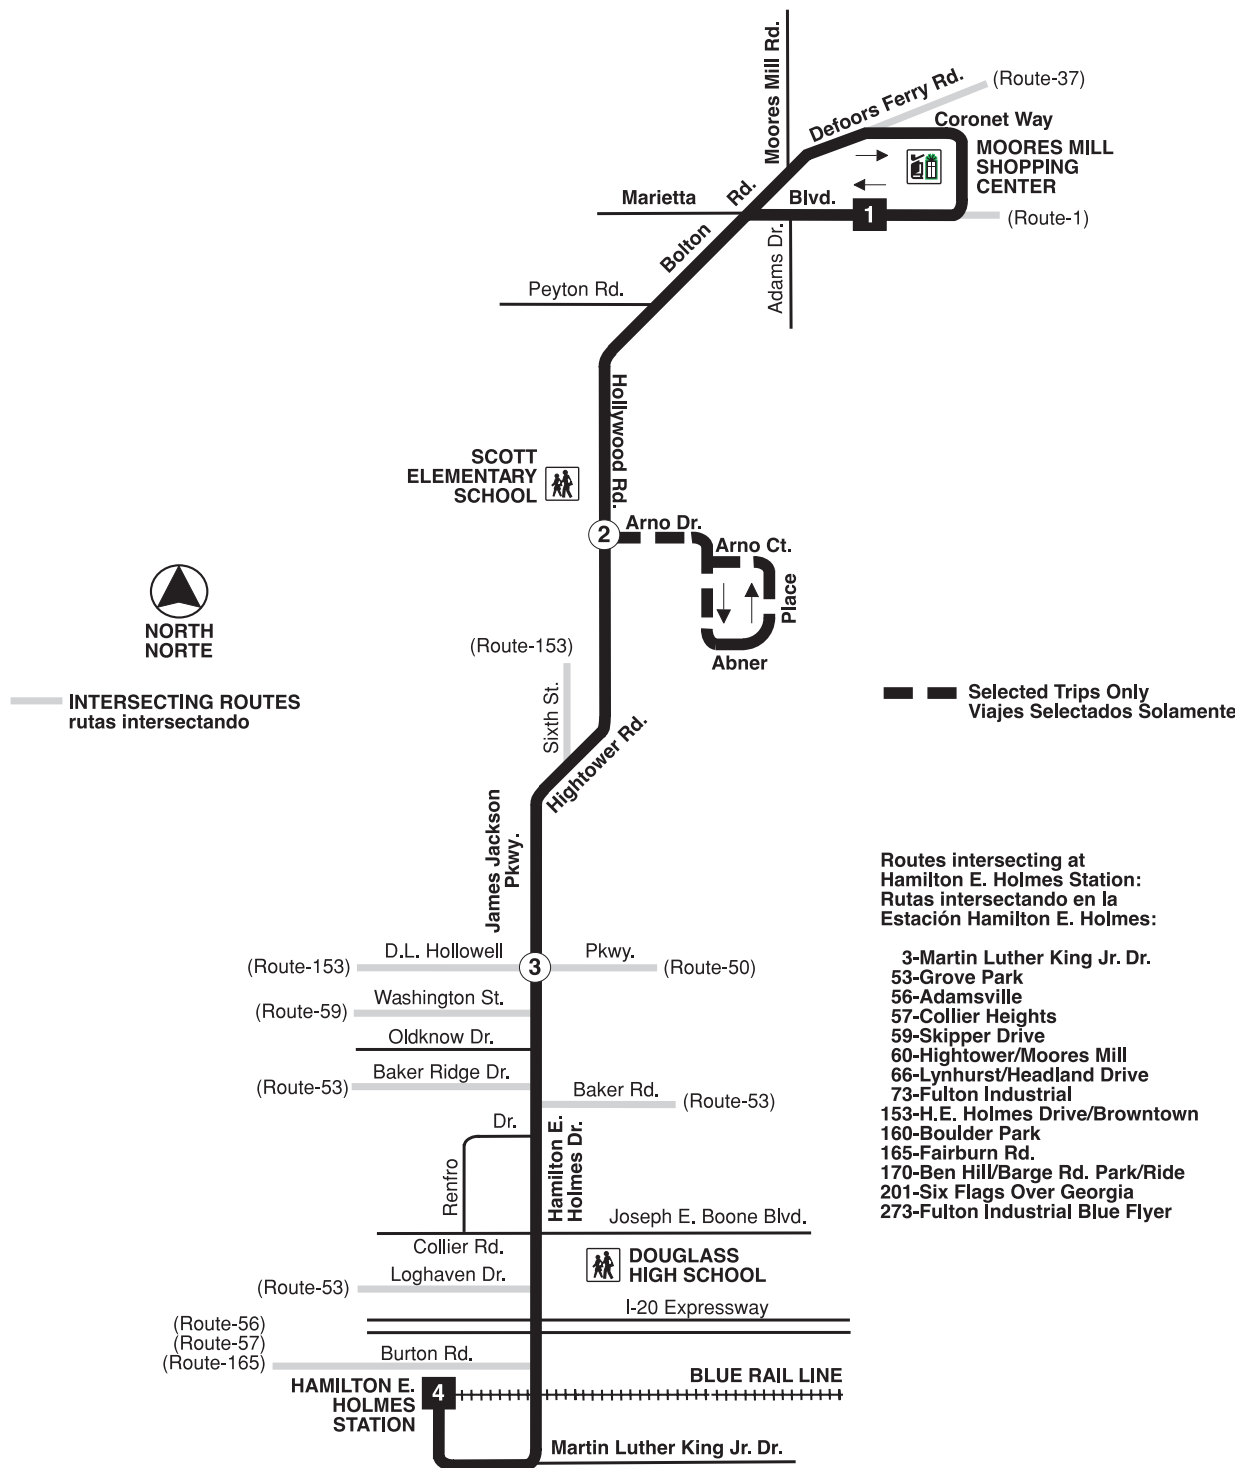 Moores Mill Rd.
Defoors Ferry Rd.
(Route-37)
Coronet Way
MOORES MILL
SHOPPING
CENTER
Marietta
Blvd.
1
(Route-1)
Bolton Rd.
Adams Dr.
Peyton Rd.
Hollywood Rd.
SCOTT
ELEMENTARY
SCHOOL
2
Arno Dr.
Arno Ct.
Place
Abner
NORTH
NORTE
(Route-153)
Sixth St.
INTERSECTING ROUTES
rutas intersectando
Selected Trips Only
Viajes Selectados Solamente
Hightower Rd.
James Jackson
Pkwy.
Routes intersecting at
Hamilton E. Holmes Station:
Rutas intersectando en la
Estación Hamilton E. Holmes:
3-Martin Luther King Jr. Dr.
53-Grove Park
56-Adamsville
57-Collier Heights
59-Skipper Drive
60-Hightower/Moores Mill
66-Lynhurst/Headland Drive
73-Fulton Industrial
153-H.E. Holmes Drive/Browntown
160-Boulder Park
165-Fairburn Rd.
170-Ben Hill/Barge Rd. Park/Ride
201-Six Flags Over Georgia
273-Fulton Industrial Blue Flyer
(Route-153)
D.L. Hollowell
3
Pkwy.
(Route-50)
(Route-59)
Washington St.
Oldknow Dr.
(Route-53)
Baker Ridge Dr.
Baker Rd.
(Route-53)
Dr.
Renfro
Hamilton E.
Holmes Dr.
Joseph E. Boone Blvd.
Collier Rd.
DOUGLASS
HIGH SCHOOL
(Route-53)
Loghaven Dr.
I-20 Expressway
(Route-56)
(Route-57)
(Route-165)
Burton Rd.
BLUE RAIL LINE
HAMILTON E.
HOLMES
STATION
4
Martin Luther King Jr. Dr.